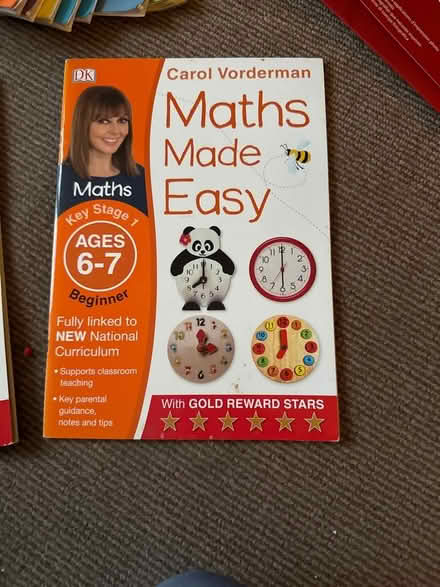 DK
Carol Vorderman
Maths
Made
Easy
Maths
Key Stage 1
AGES
6-7
Beginner
Fully linked to
NEW National
Curriculum
• Supports classroom
teaching
• Key parental
guidance,
notes and tips
With GOLD REWARD STARS